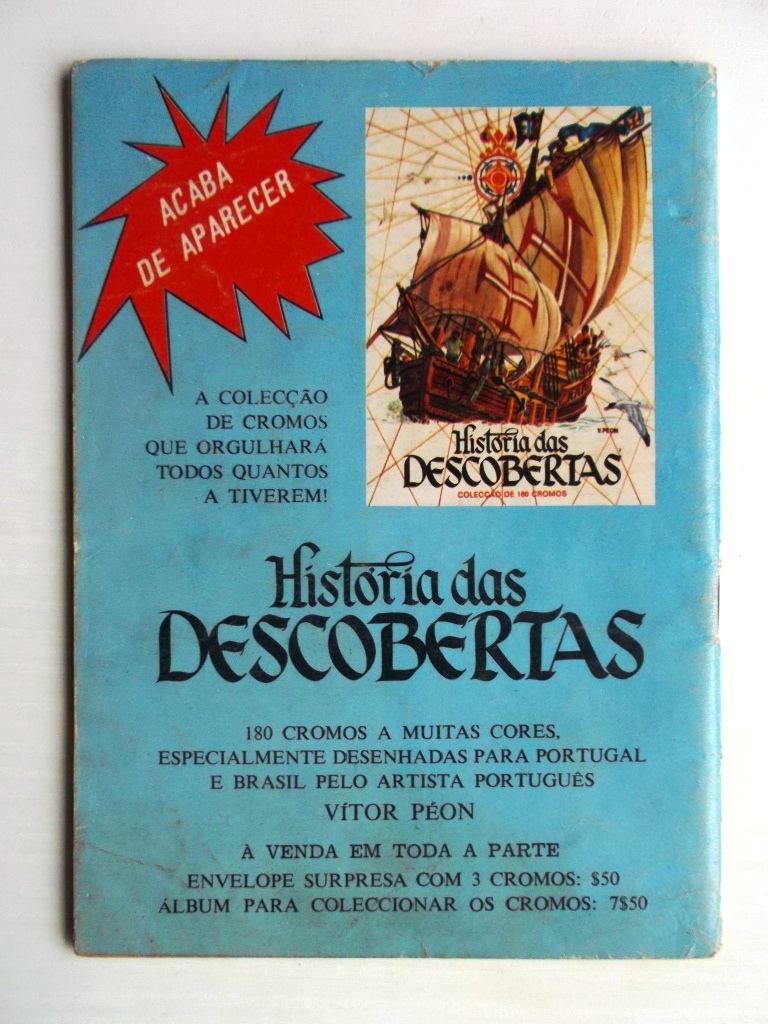 ACABA
DE APARECER
A COLECÇÃO
DE CROMOS
QUE ORGULHARÁ
TODOS QUANTOS
A TIVEREM!
V.PEON
História das
DESCOBERTAS
COLECÇÃO DE 180 CROMOS
História das
DESCOBERTAS
180 CROMOS A MUITAS CORES,
ESPECIALMENTE DESENHADAS PARA PORTUGAL
E BRASIL PELO ARTISTA PORTUGUÊS
VÍTOR PÉON
À VENDA EM TODA A PARTE
ENVELOPE SURPRESA COM 3 CROMOS: $50
ÁLBUM PARA COLECCIONAR OS CROMOS: 7$50